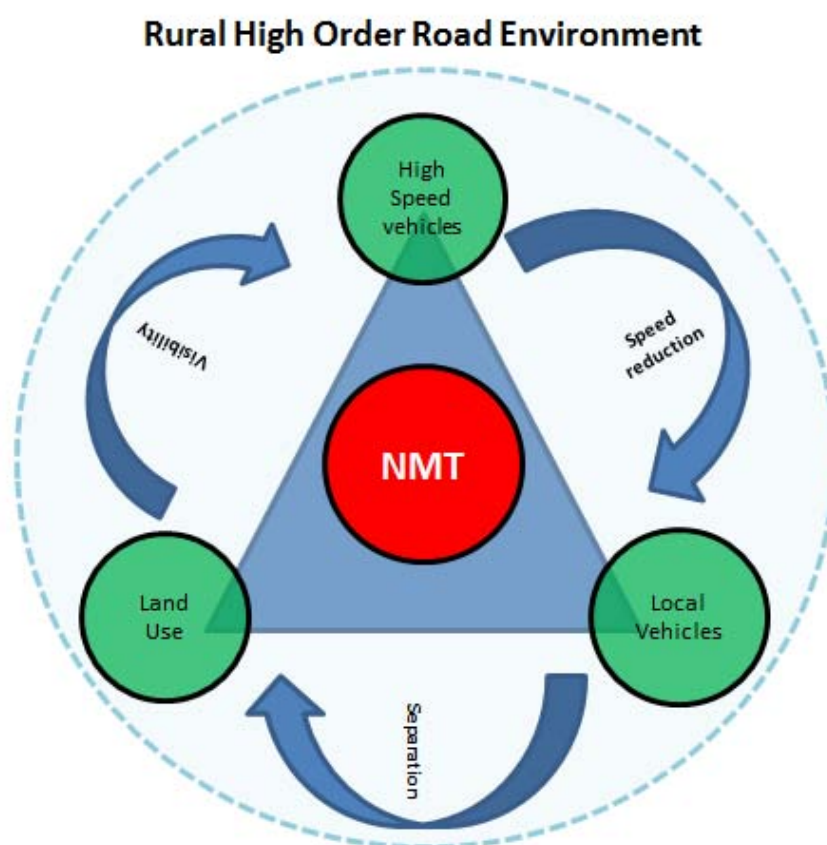 Rural High Order Road Environment
High
Speed
vehicles
Visibility
Speed
reduction
NMT
Land
Use
Local
Vehicles
Separation